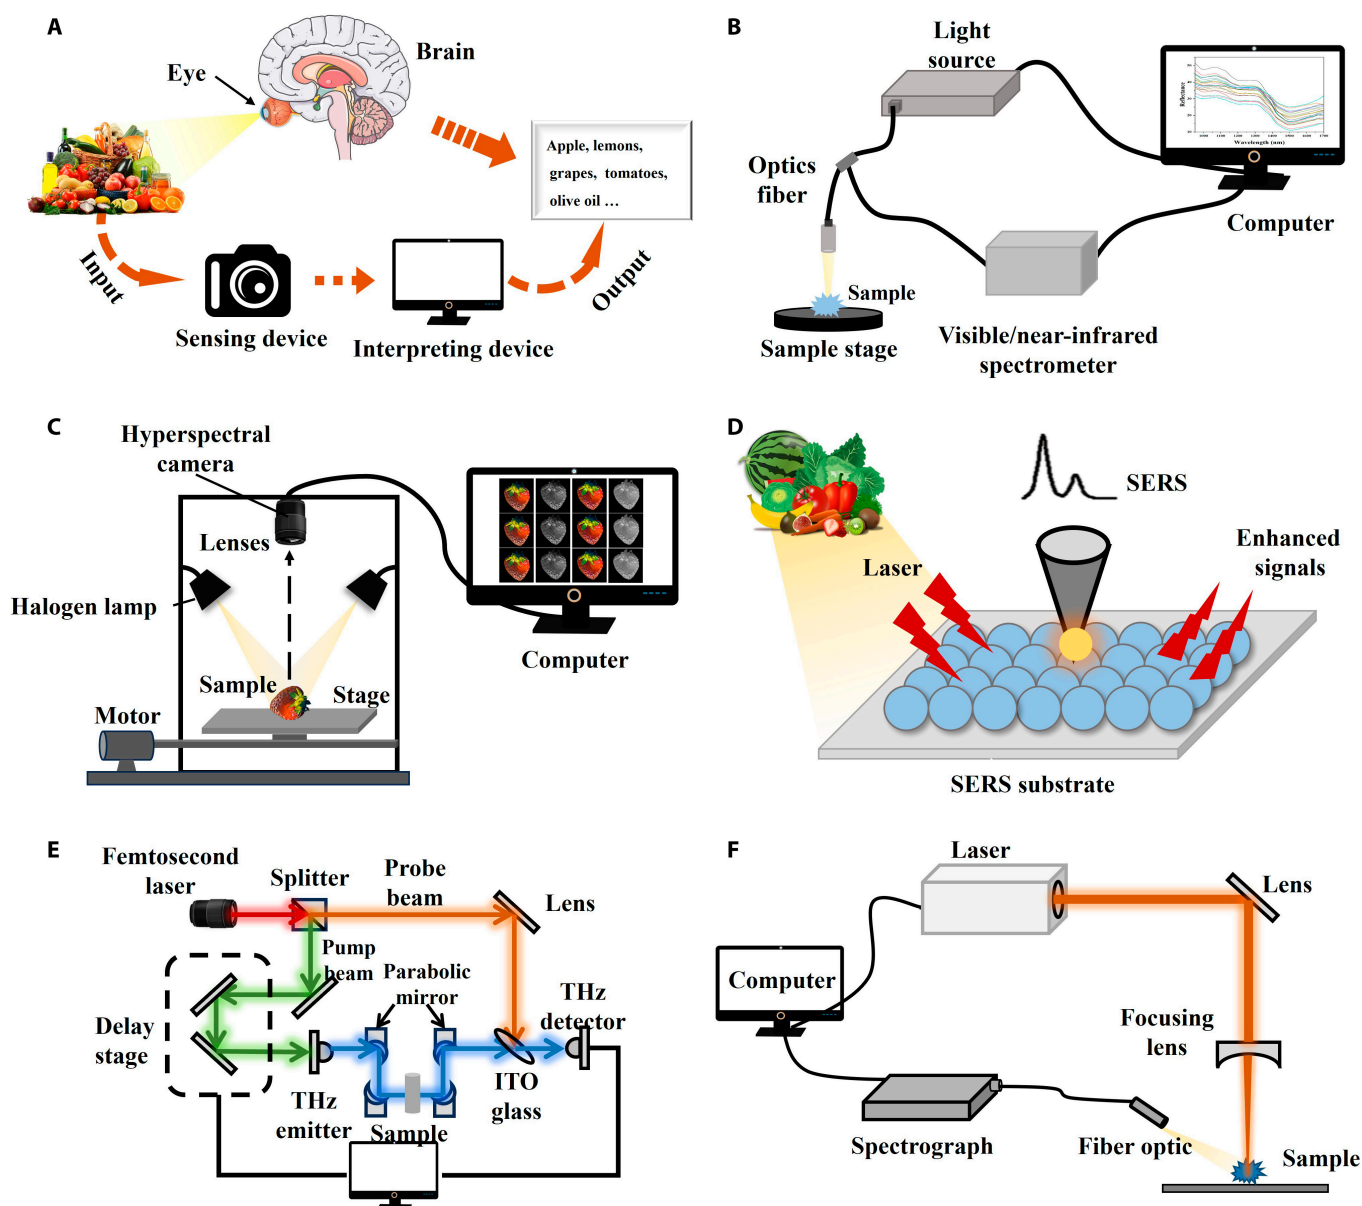 A
Brain
Eye
Apple, lemons,
grapes, tomatoes,
olive oil ...
Input
Output
Sensing device
Interpreting device
B
Light
source
Reflectance
Wavelength (nm)
Optics
fiber
Computer
Sample
Sample stage
Visible/near-infrared
spectrometer
C
Hyperspectral
camera
Lenses
Halogen lamp
Sample
Stage
Motor
Computer
D
SERS
Laser
Enhanced
signals
SERS substrate
E
Femtosecond
laser
Splitter
Probe
beam
Lens
Pump
beam
Parabolic
mirror
THz
detector
Delay
stage
THz
emitter
Sample
ITO
glass
F
Laser
Lens
Computer
Focusing
lens
Spectrograph
Fiber optic
Sample